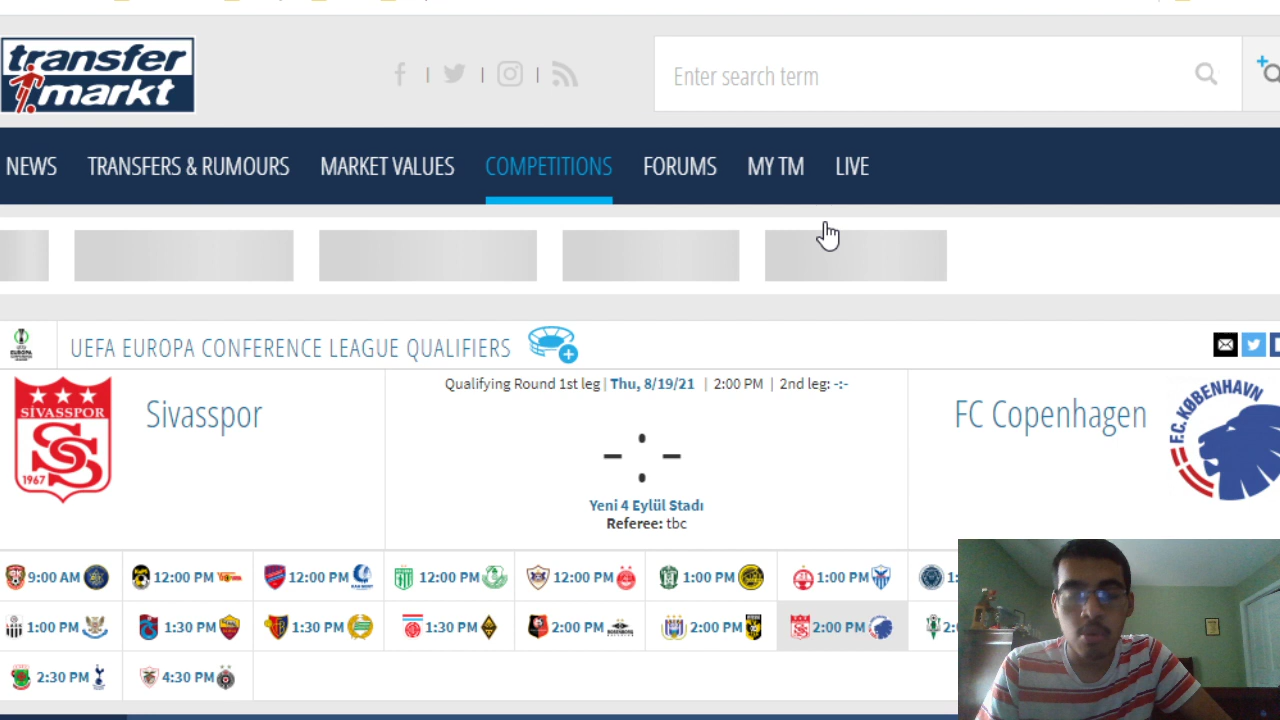 transfer
markt
Enter search term
NEWS TRANSFERS & RUMOURS MARKET VALUES COMPETITIONS FORUMS MY TM LIVE
UEFA EUROPA CONFERENCE LEAGUE QUALIFIERS
Qualifying Round 1st leg | Thu, 8/19/21 | 2:00 PM | 2nd leg: -:-
SİVASSPOR
1967
Sivasspor
- : -
FC Copenhagen
F.C. KØBENHAVN
Yeni 4 Eylül Stadı
Referee: tbc
9:00 AM 12:00 PM 12:00 PM 12:00 PM 12:00 PM 1:00 PM 1:00 PM
1:00 PM 1:30 PM 1:30 PM 1:30 PM 2:00 PM 2:00 PM 2:00 PM
2:30 PM 4:30 PM